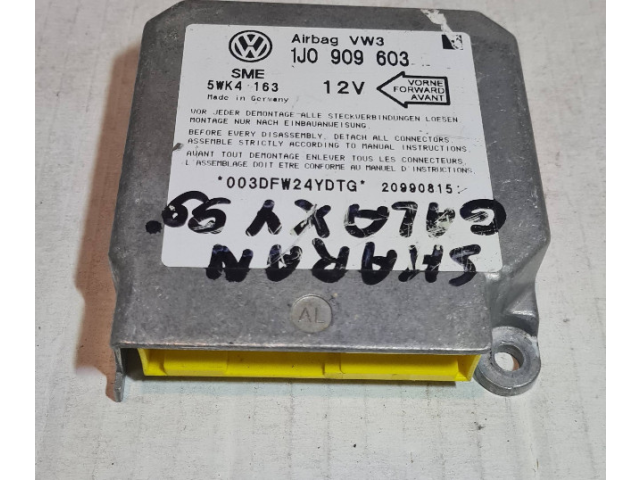 Airbag VW3
1J0 909 603
SME
5WK4 163
Made in Germany
12V
VORNE
FORWARD
AVANT
VOR JEDER DEMONTAGE ALLE STECKVERBINDUNGEN LOESEN
MONTAGE NUR NACH EINBAUANWEISUNG.
BEFORE EVERY DISASSEMBLY, DETACH ALL CONNECTORS
ASSEMBLE STRICTLY ACCORDING TO MANUAL INSTRUCTIONS
AVANT TOUT DEMONTAGE ENLEVER TOUS LES CONNECTEURS.
L ASSEMBLAGE DOIT ETRE CONFORME AU MANUEL D INSTRUCTIONS
*003DFW24YDTG* 20990815
SHARAN
GALAXY 99.
AL